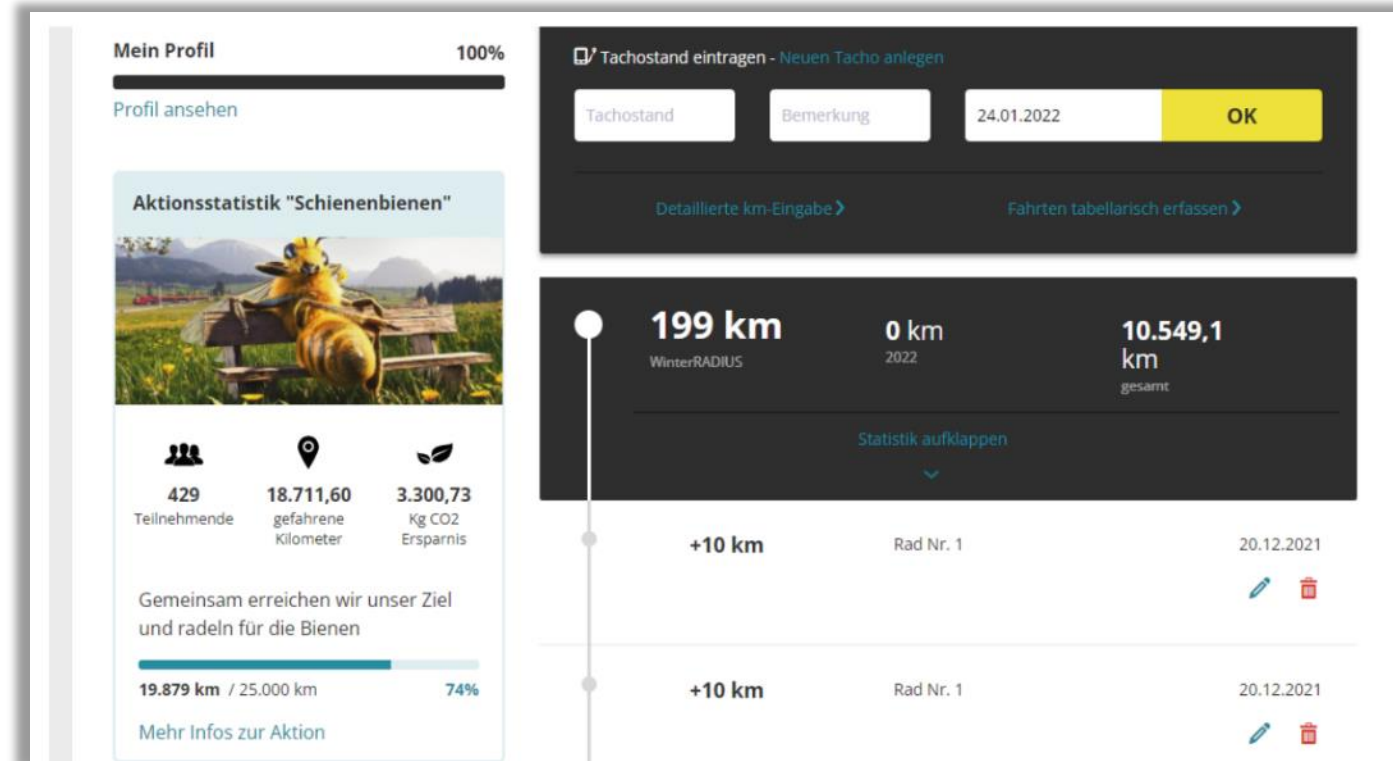 Mein Profil 100%
Profil ansehen
Aktionsstatistik "Schienenbienen"
429
Teilnehmende
18.711,60
gefahrene
Kilometer
3.300,73
Kg CO2
Ersparnis
Gemeinsam erreichen wir unser Ziel
und radeln für die Bienen
19.879 km / 25.000 km 74%
Mehr Infos zur Aktion
Tachostand eintragen - Neuen Tacho anlegen
Tachostand Bemerkung 24.01.2022 OK
Detaillierte km-Eingabe Fahrten tabellarisch erfassen
199 km
WinterRADIUS
0 km
2022
10.549,1
km
gesamt
Statistik aufklappen
+10 km Rad Nr. 1 20.12.2021
+10 km Rad Nr. 1 20.12.2021